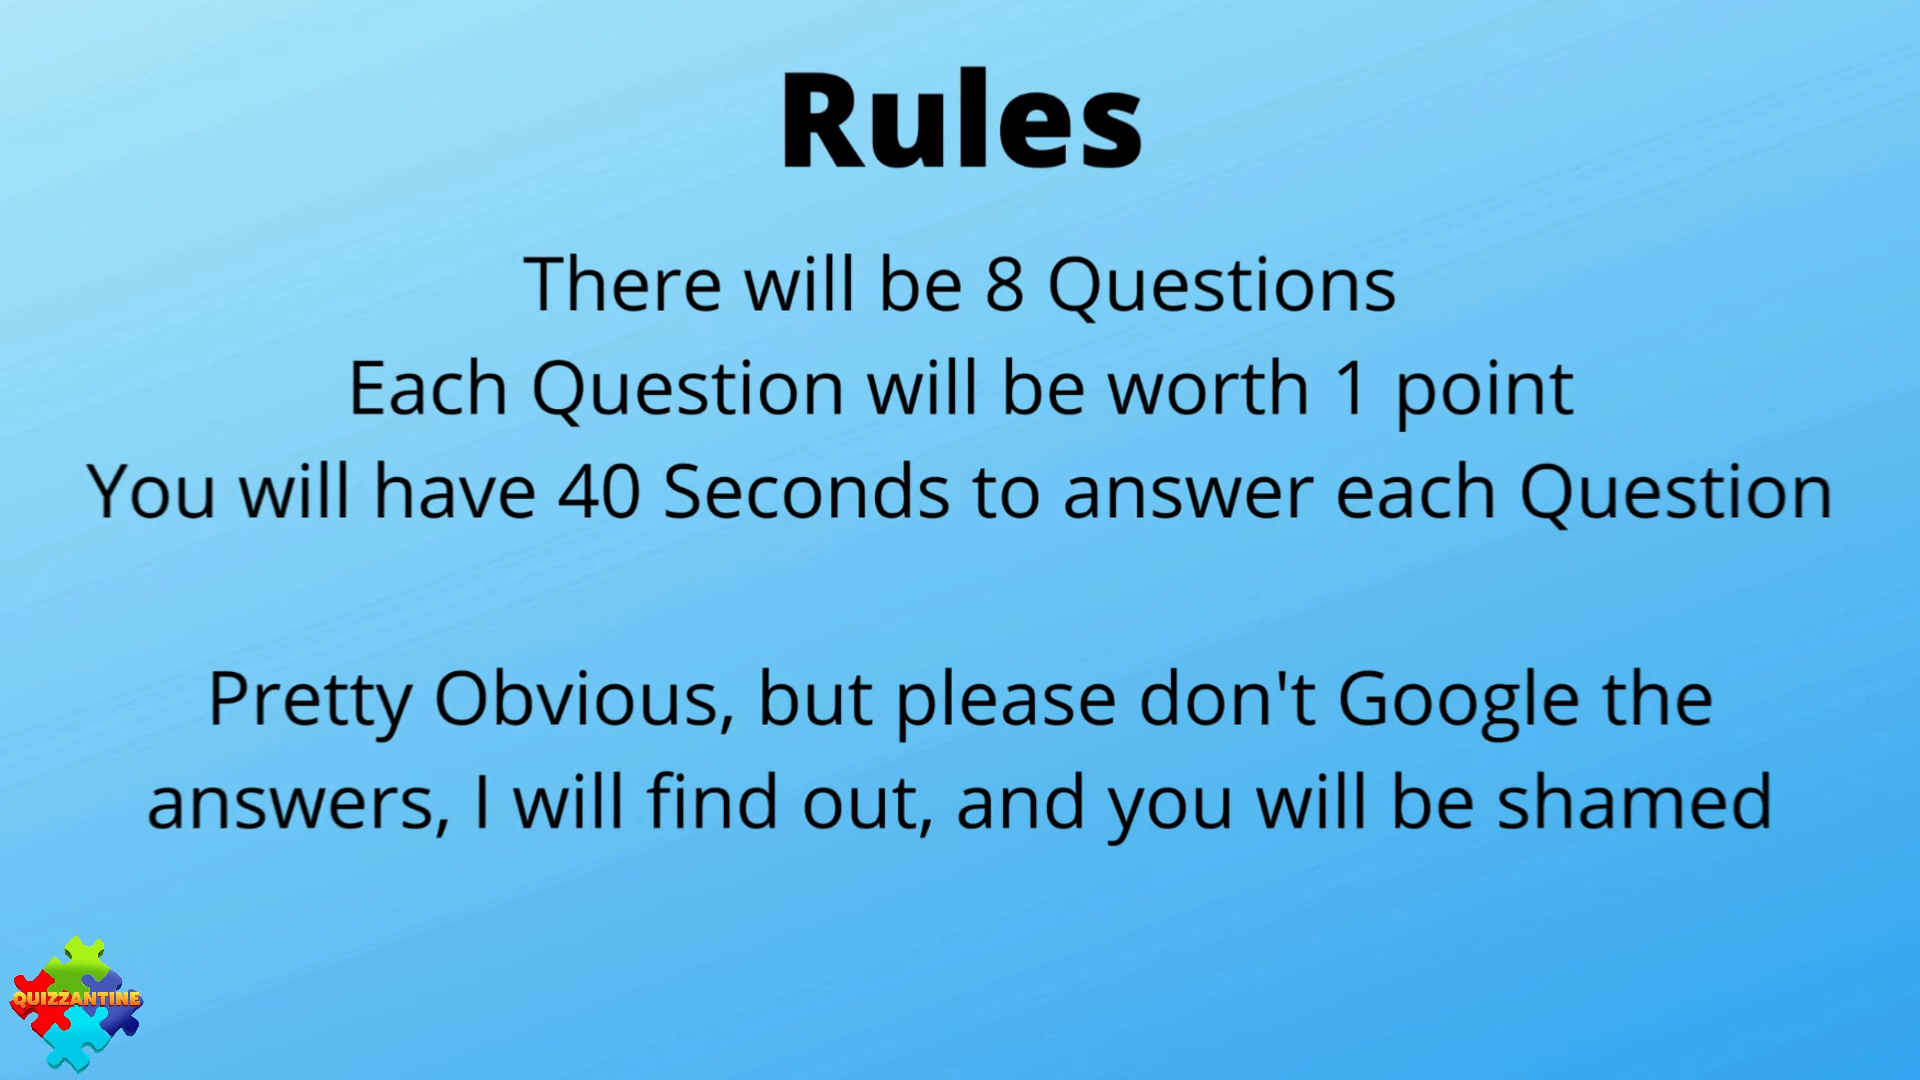 Rules
There will be 8 Questions
Each Question will be worth 1 point
You will have 40 Seconds to answer each Question
Pretty Obvious, but please don't Google the
answers, I will find out, and you will be shamed
QUIZZANTINE